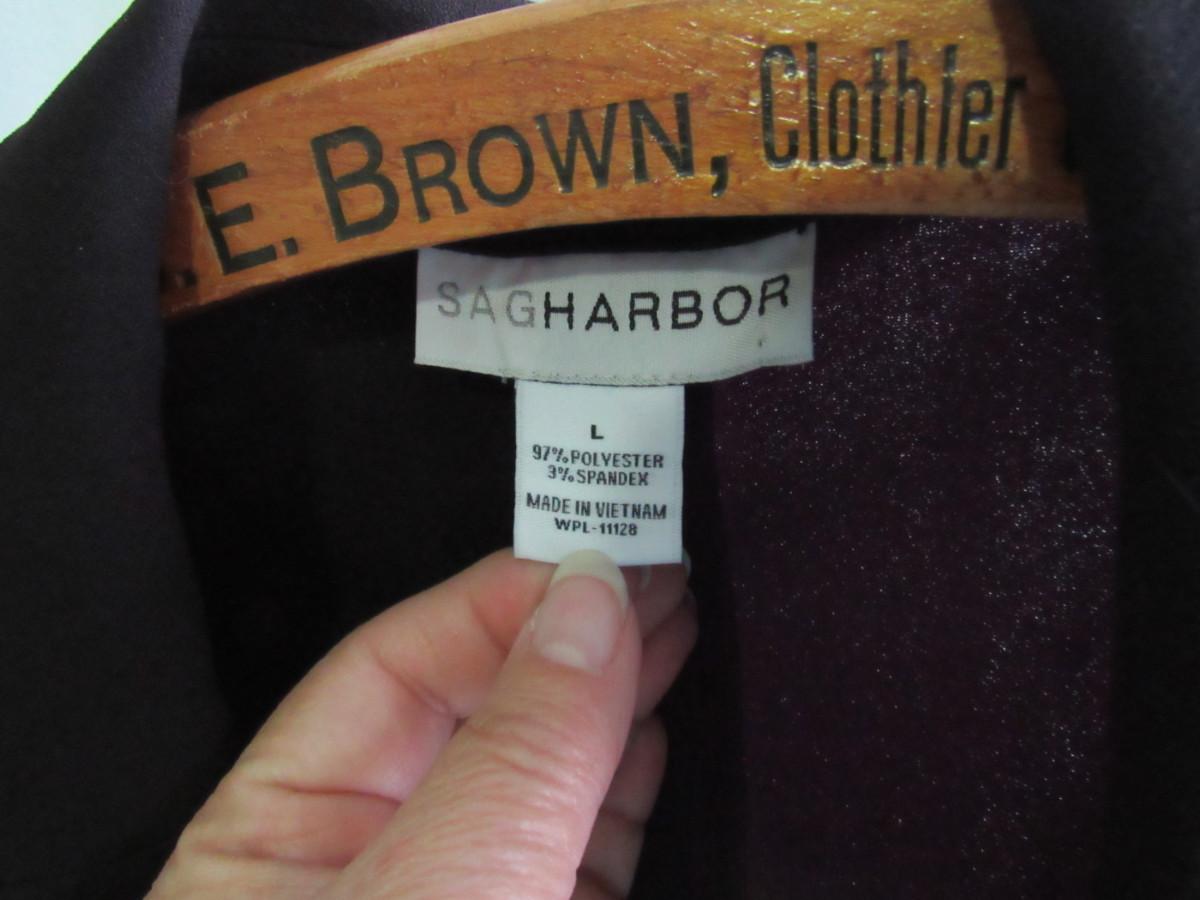 . E. BROWN, Clothier
SAGHARBOR
L
97% POLYESTER
3% SPANDEX
MADE IN VIETNAM
WPL-11128